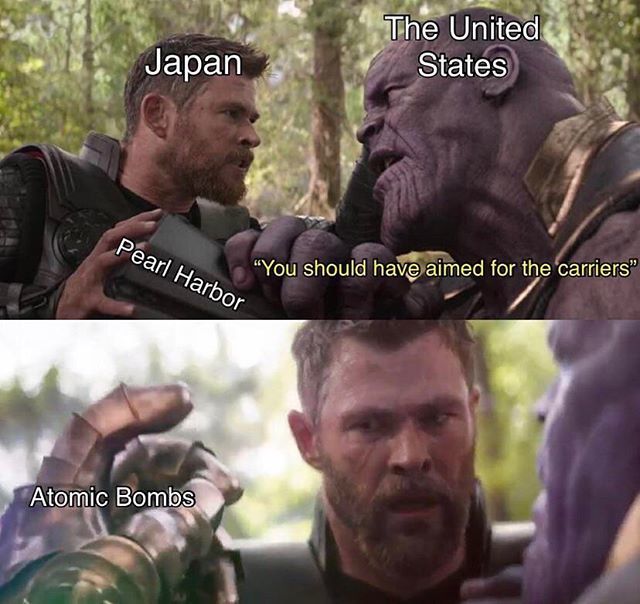 Japan
The United
States
Pearl Harbor
“You should have aimed for the carriers”
Atomic Bombs